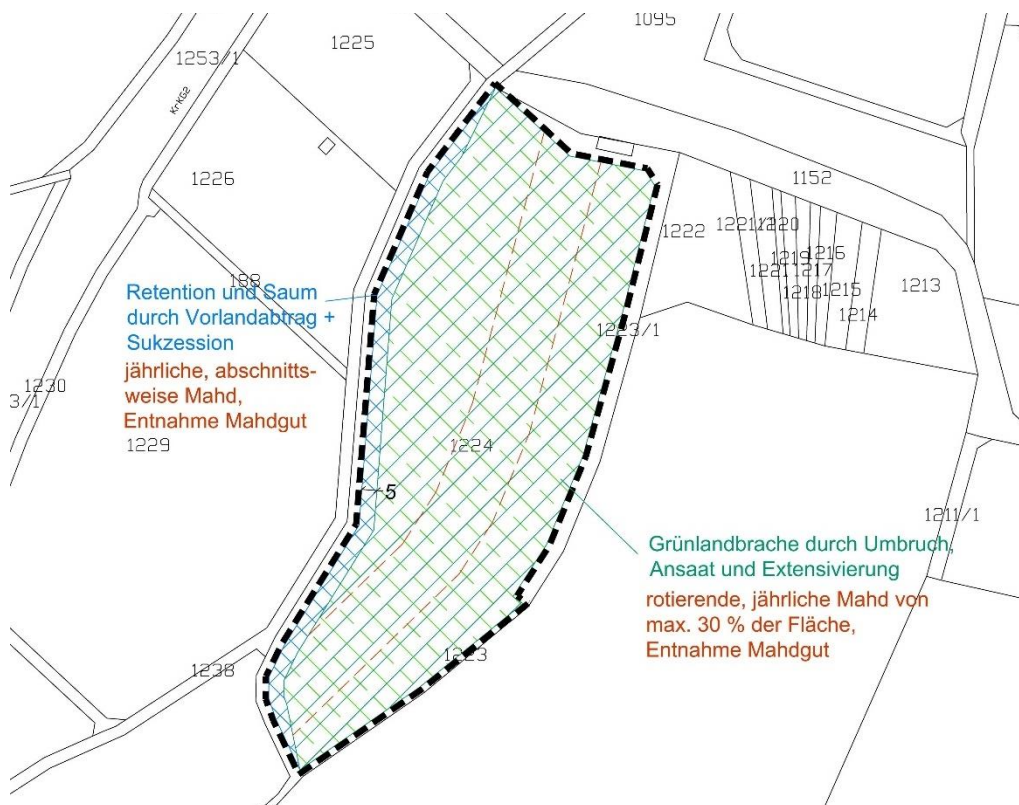 1095
1225
1253/1
KrKG2
1226
1152
1222
1221/1
1220
1216
1219
1217
1221
1218
1215
1213
1214
188
Retention und Saum
durch Vorlandabtrag +
Sukzession
jährliche, abschnitts-
weise Mahd,
Entnahme Mahdgut
1223/1
1230
3/1
1229
1224
5
1211/1
Grünlandbrache durch Umbruch,
Ansaat und Extensivierung
rotierende, jährliche Mahd von
max. 30 % der Fläche,
Entnahme Mahdgut
1223
1238